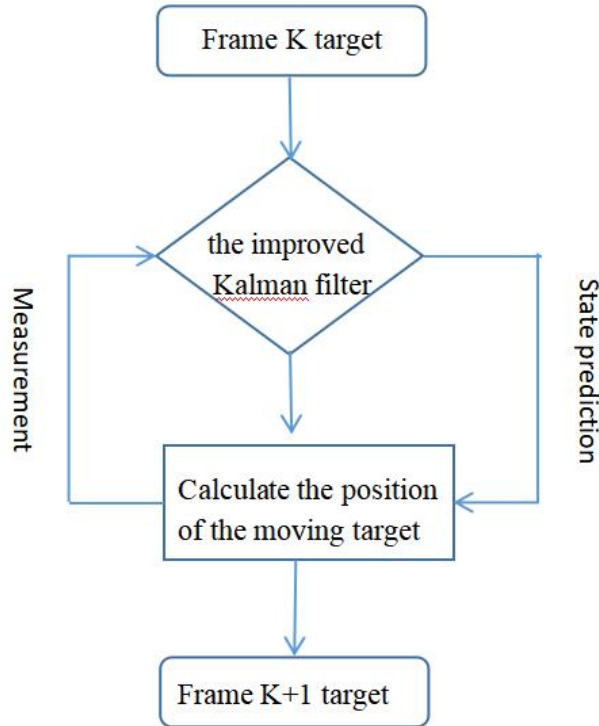 Frame K target
the improved
Kalman filter
Measurement
State prediction
Calculate the position
of the moving target
Frame K+1 target